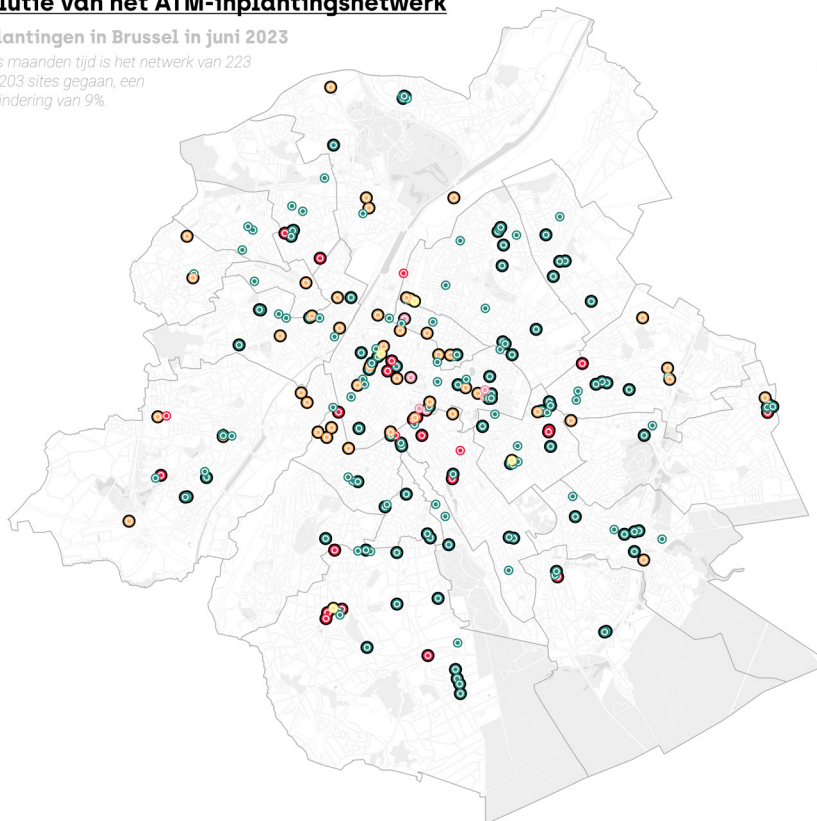 lutie van het ATM-inplantingsnetwerk
lantingen in Brussel in juni 2023
s maanden tijd is het netwerk van 223
203 sites gegaan, een
indering van 9%.